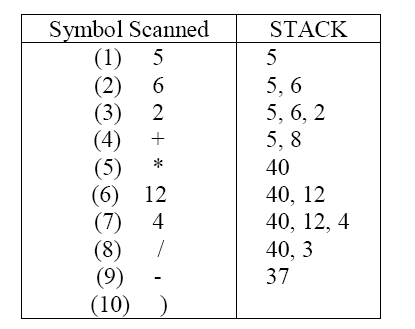 Symbol Scanned STACK
(1) 5 5
(2) 6 5, 6
(3) 2 5, 6, 2
(4) + 5, 8
(5) * 40
(6) 12 40, 12
(7) 4 40, 12, 4
(8) / 40, 3
(9) - 37
(10) )